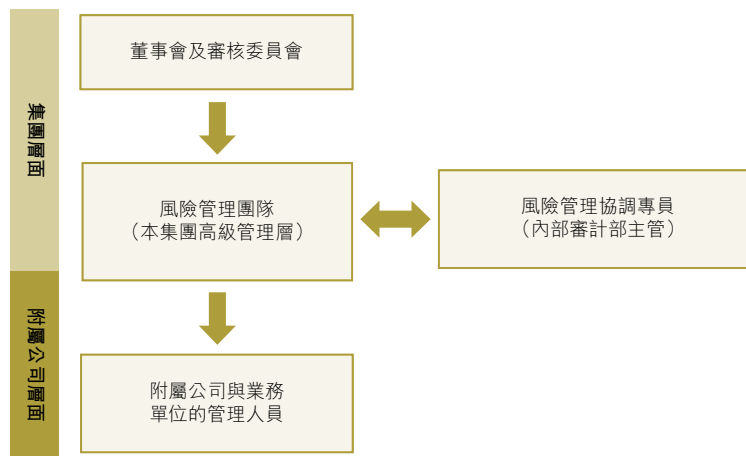 集團層面
董事會及審核委員會
風險管理團隊
（本集團高級管理層）
風險管理協調專員
（內部審計部主管）
附屬公司層面
附屬公司與業務
單位的管理人員